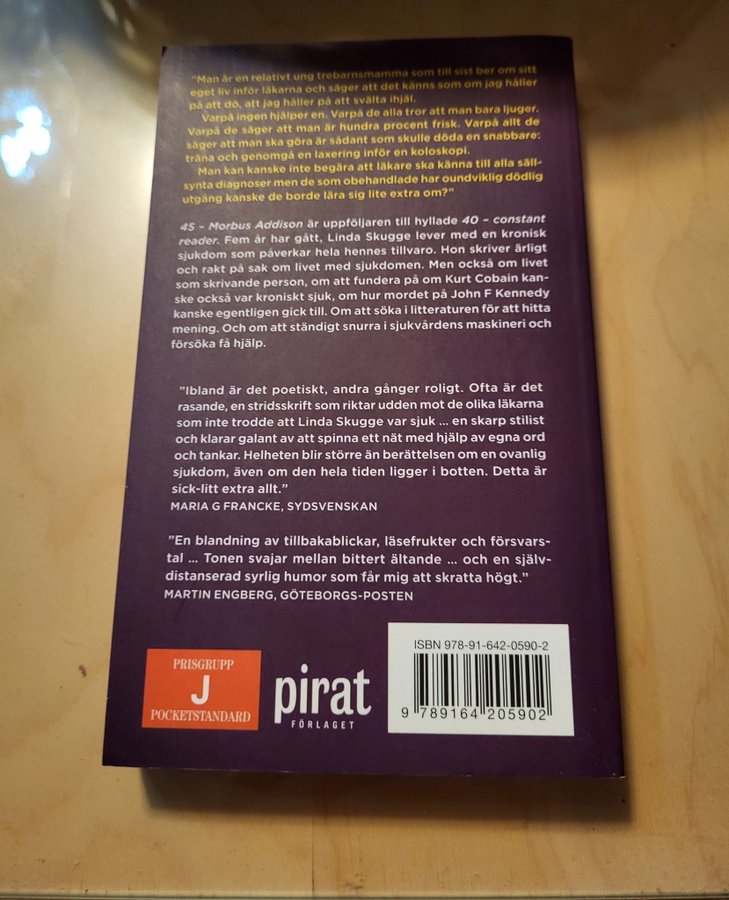 "Man är en relativt ung trebarnsmamma som till sist ber om sitt
eget liv inför läkarna och säger att det känns som om jag håller
på att dö, att jag håller på att svälta ihjäl.
Varpå ingen hjälper en. Varpå de alla tror att man bara ljuger.
Varpå de säger att man är hundra procent frisk. Varpå allt de
säger att man ska göra är sådant som skulle döda en snabbare:
träna och genomgå en laxering inför en koloskopi.
Man kan kanske inte begära att läkare ska känna till alla säll-
synta diagnoser men de som obehandlade har oundviklig dödlig
utgång kanske de borde lära sig lite extra om?"
45 – Morbus Addison är uppföljaren till hyllade 40 – constant
reader. Fem år har gått, Linda Skugge lever med en kronisk
sjukdom som påverkar hela hennes tillvaro. Hon skriver ärligt
och rakt på sak om livet med sjukdomen. Men också om livet
som skrivande person, om att fundera på om Kurt Cobain kan-
ske också var kroniskt sjuk, om hur mordet på John F Kennedy
kanske egentligen gick till. Om att söka i litteraturen för att hitta
mening. Och om att ständigt snurra i sjukvårdens maskineri och
försöka få hjälp.
"Ibland är det poetiskt, andra gånger roligt. Ofta är det
rasande, en stridsskrift som riktar udden mot de olika läkarna
som inte trodde att Linda Skugge var sjuk ... en skarp stilist
och klarar galant av att spinna ett nät med hjälp av egna ord
och tankar. Helheten blir större än berättelsen om en ovanlig
sjukdom, även om den hela tiden ligger i botten. Detta är
sick-litt extra allt."
MARIA G FRANCKE, SYDSVENSKAN
"En blandning av tillbakablickar, läsefrukter och försvars-
tal ... Tonen svajar mellan bittert ältande ... och en själv-
distanserad syrlig humor som får mig att skratta högt."
MARTIN ENGBERG, GÖTEBORGS-POSTEN
PRISGRUPP
J
POCKETSTANDARD
pirat
FÖRLAGET
ISBN 978-91-642-0590-2
9 789164 205902